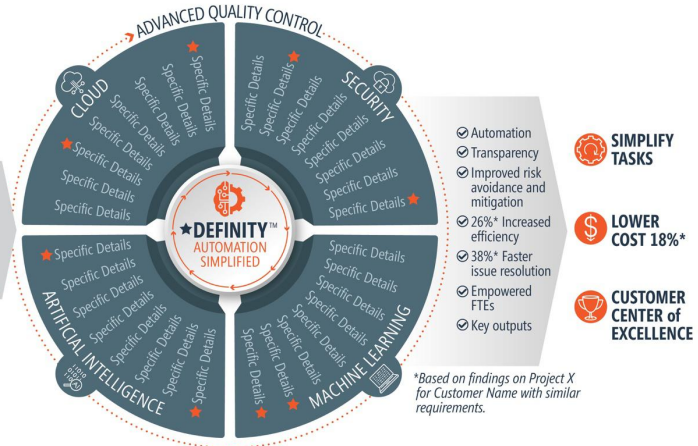 ADVANCED QUALITY CONTROL
CLOUD
Specific Details
Specific Details
Specific Details
Specific Details
Specific Details
Specific Details
Specific Details
Specific Details
SECURITY
Specific Details
Specific Details
Specific Details
Specific Details
Specific Details
Specific Details
Specific Details
Specific Details
DEFINITY™
AUTOMATION
SIMPLIFIED
ARTIFICIAL INTELLIGENCE
Specific Details
Specific Details
Specific Details
Specific Details
Specific Details
Specific Details
Specific Details
Specific Details
MACHINE LEARNING
Specific Details
Specific Details
Specific Details
Specific Details
Specific Details
Specific Details
Specific Details
Specific Details
Automation
Transparency
Improved risk
avoidance and
mitigation
26%* Increased
efficiency
38%* Faster
issue resolution
Empowered
FTEs
Key outputs
*Based on findings on Project X
for Customer Name with similar
requirements.
SIMPLIFY
TASKS
LOWER
COST 18%*
CUSTOMER
CENTER of
EXCELLENCE